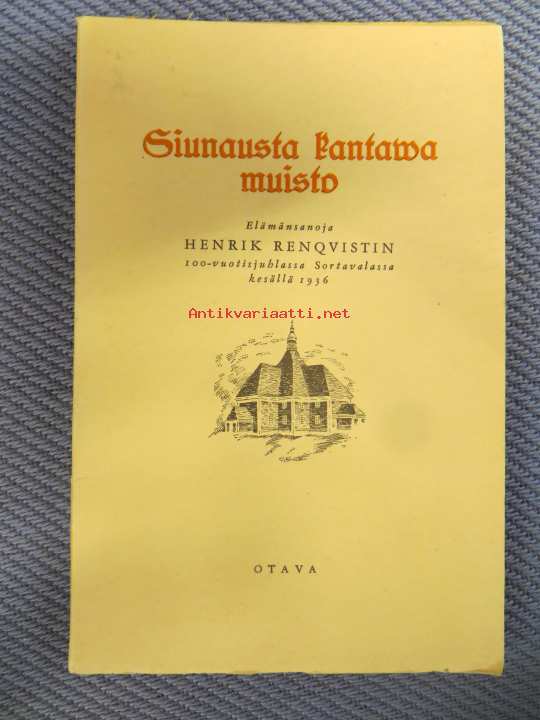 Siunausta kantawa
muisto
Elämänsanoja
HENRIK RENQVISTIN
100-vuotisjuhlassa Sortavalassa
kesällä 1936
Antikvariaatti.net
OTAVA